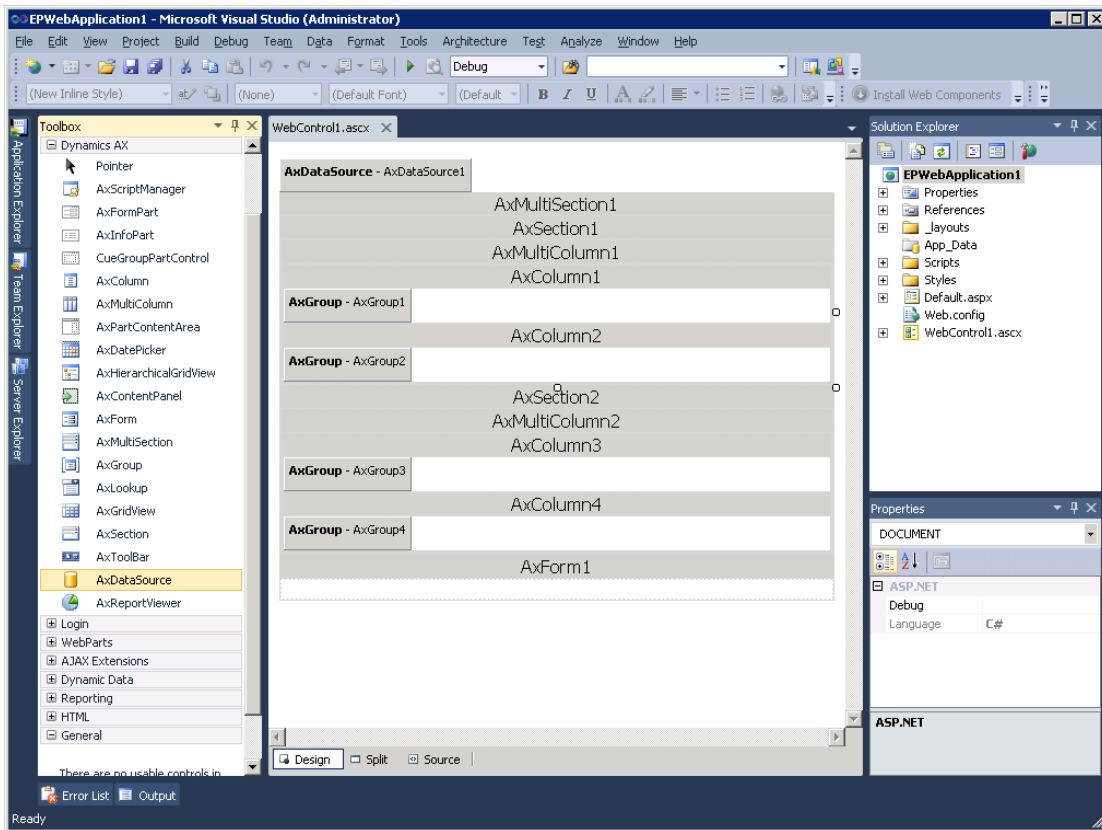 EPWebApplication1 - Microsoft Visual Studio (Administrator)
File Edit View Project Build Debug Team Data Format Tools Architecture Test Analyze Window Help
Debug
(New Inline Style) (None) (Default Font) (Default B I U A Install Web Components
Application Explorer
Team Explorer
Server Explorer
Toolbox
Dynamics AX
Pointer
AxScriptManager
AxFormPart
AxInfoPart
CueGroupPartControl
AxColumn
AxMultiColumn
AxPartContentArea
AxDatePicker
AxHierarchicalGridView
AxContentPanel
AxForm
AxMultiSection
AxGroup
AxLookup
AxGridView
AxSection
AxToolBar
AxDataSource
AxReportViewer
Login
WebParts
AJAX Extensions
Dynamic Data
Reporting
HTML
General
There are no usable controls in
WebControl1.ascx
AxDataSource - AxDataSource1
AxMultiSection1
AxSection1
AxMultiColumn1
AxColumn1
AxGroup - AxGroup1
AxColumn2
AxGroup - AxGroup2
AxSection2
AxMultiColumn2
AxColumn3
AxGroup - AxGroup3
AxColumn4
AxGroup - AxGroup4
AxForm1
Design Split Source
Solution Explorer
EPWebApplication1
Properties
References
_layouts
App_Data
Scripts
Styles
Default.aspx
Web.config
WebControl1.ascx
Properties
DOCUMENT
ASP.NET
Debug
Language C#
ASP.NET
Error List Output
Ready